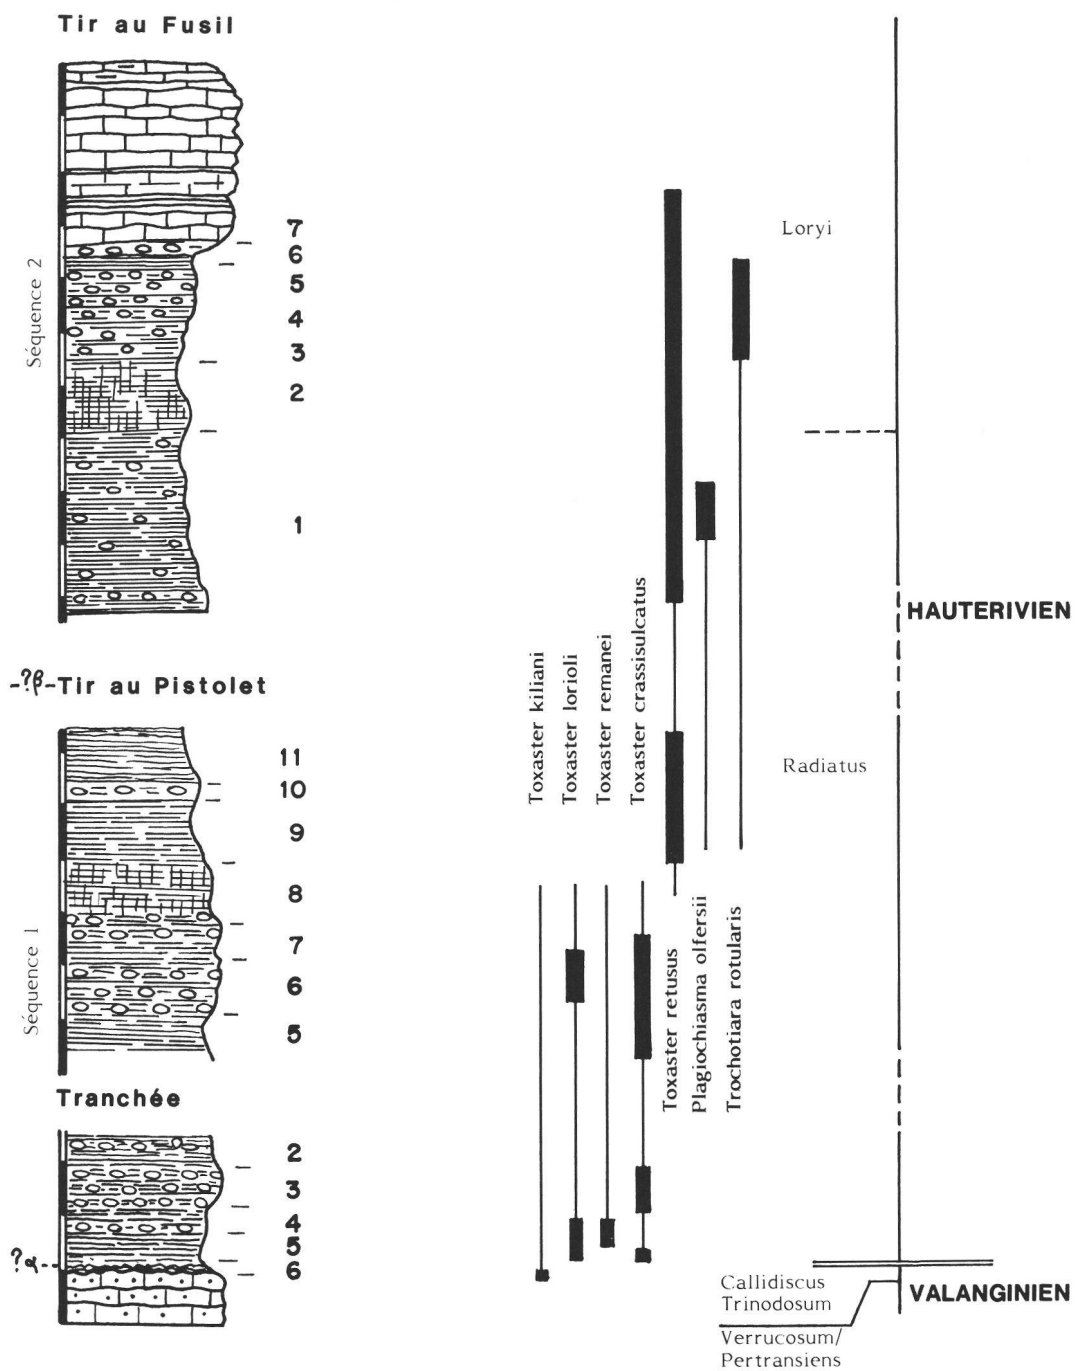 Tir au Fusil
Séquence 2
7
6
5
4
3
2
1
-?β-Tir au Pistolet
Séquence 1
11
10
9
8
7
6
5
Tranchée
2
3
4
5
6
?α--
Toxaster kiliani
Toxaster lorioli
Toxaster remanei
Toxaster crassisulcatus
Toxaster retusus
Plagiochiasma olfersii
Trochotiara rotularis
Loryi
Radiatus
HAUTERIVIEN
Callidiscus
Trinodosum
Verrucosum/
Pertransiens
VALANGINIEN